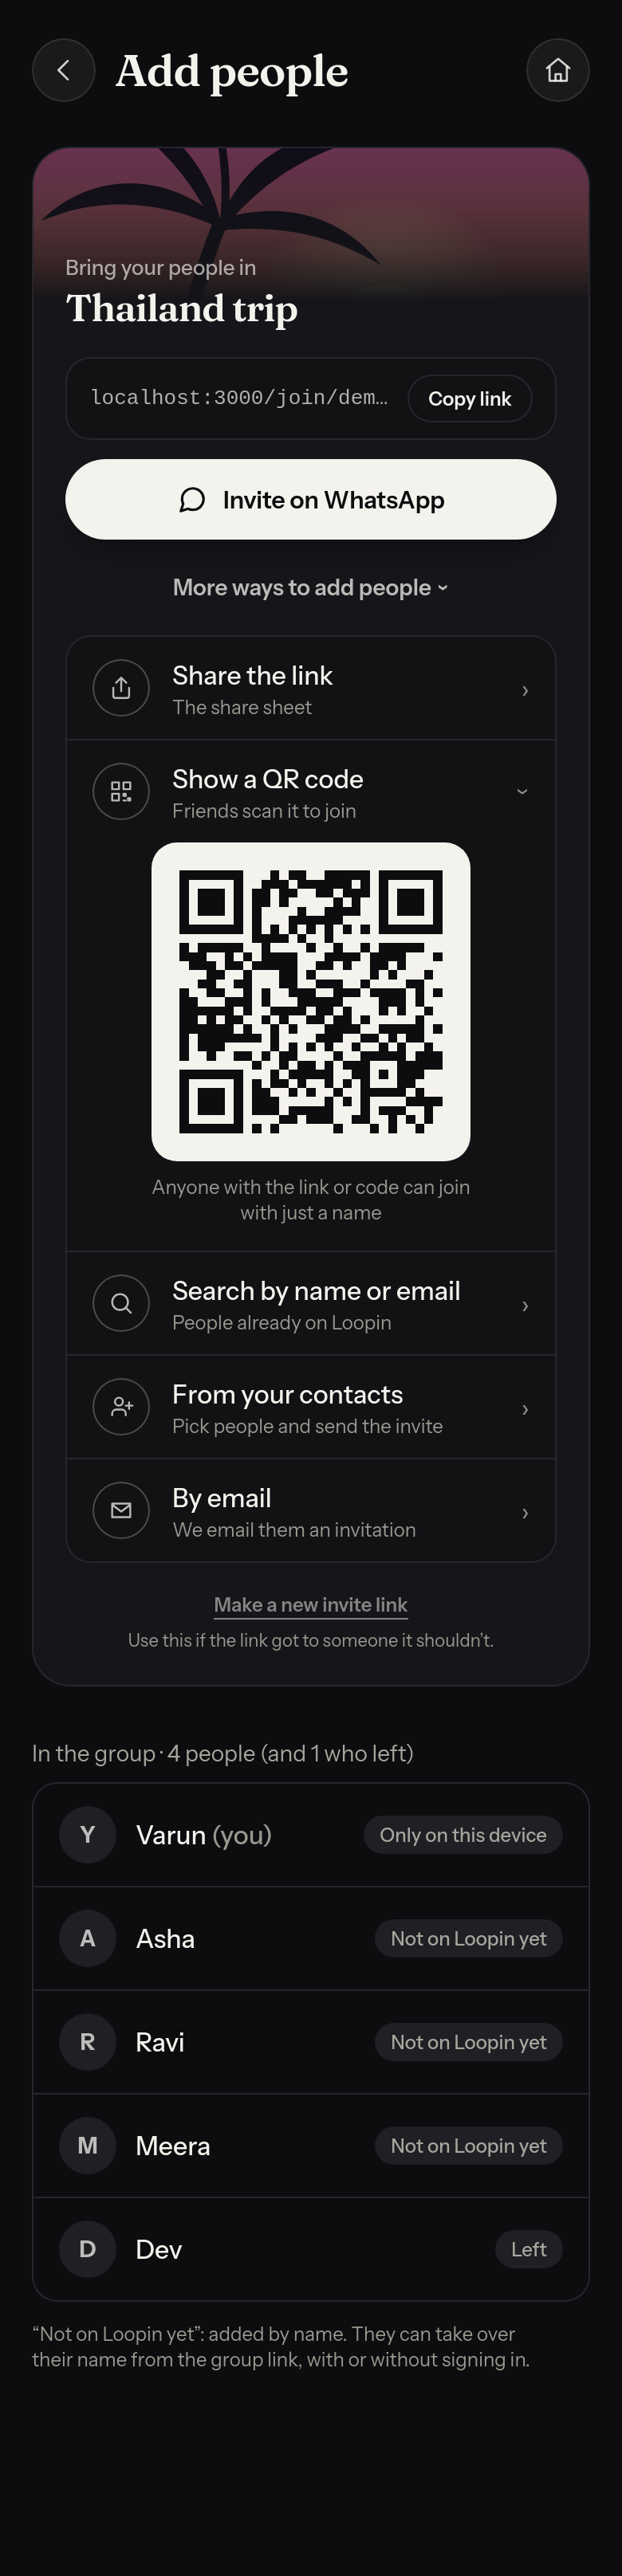 Add people
Bring your people in
Thailand trip
localhost:3000/join/dem…
Copy link
Invite on WhatsApp
More ways to add people
Share the link
The share sheet
Show a QR code
Friends scan it to join
Anyone with the link or code can join
with just a name
Search by name or email
People already on Loopin
From your contacts
Pick people and send the invite
By email
We email them an invitation
Make a new invite link
Use this if the link got to someone it shouldn’t.
In the group · 4 people (and 1 who left)
Y
Varun (you)
Only on this device
A
Asha
Not on Loopin yet
R
Ravi
Not on Loopin yet
M
Meera
Not on Loopin yet
D
Dev
Left
“Not on Loopin yet”: added by name. They can take over
their name from the group link, with or without signing in.